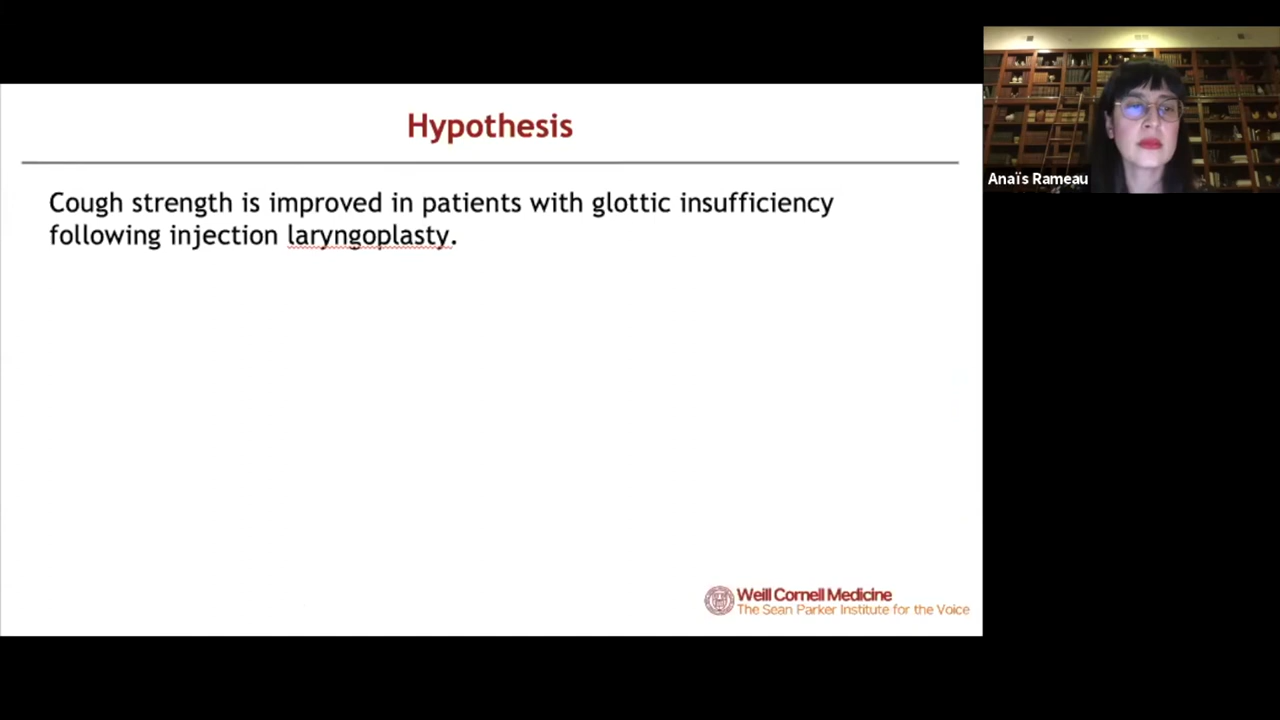 Hypothesis
Cough strength is improved in patients with glottic insufficiency
following injection laryngoplasty.
Weill Cornell Medicine
The Sean Parker Institute for the Voice
Anaïs Rameau